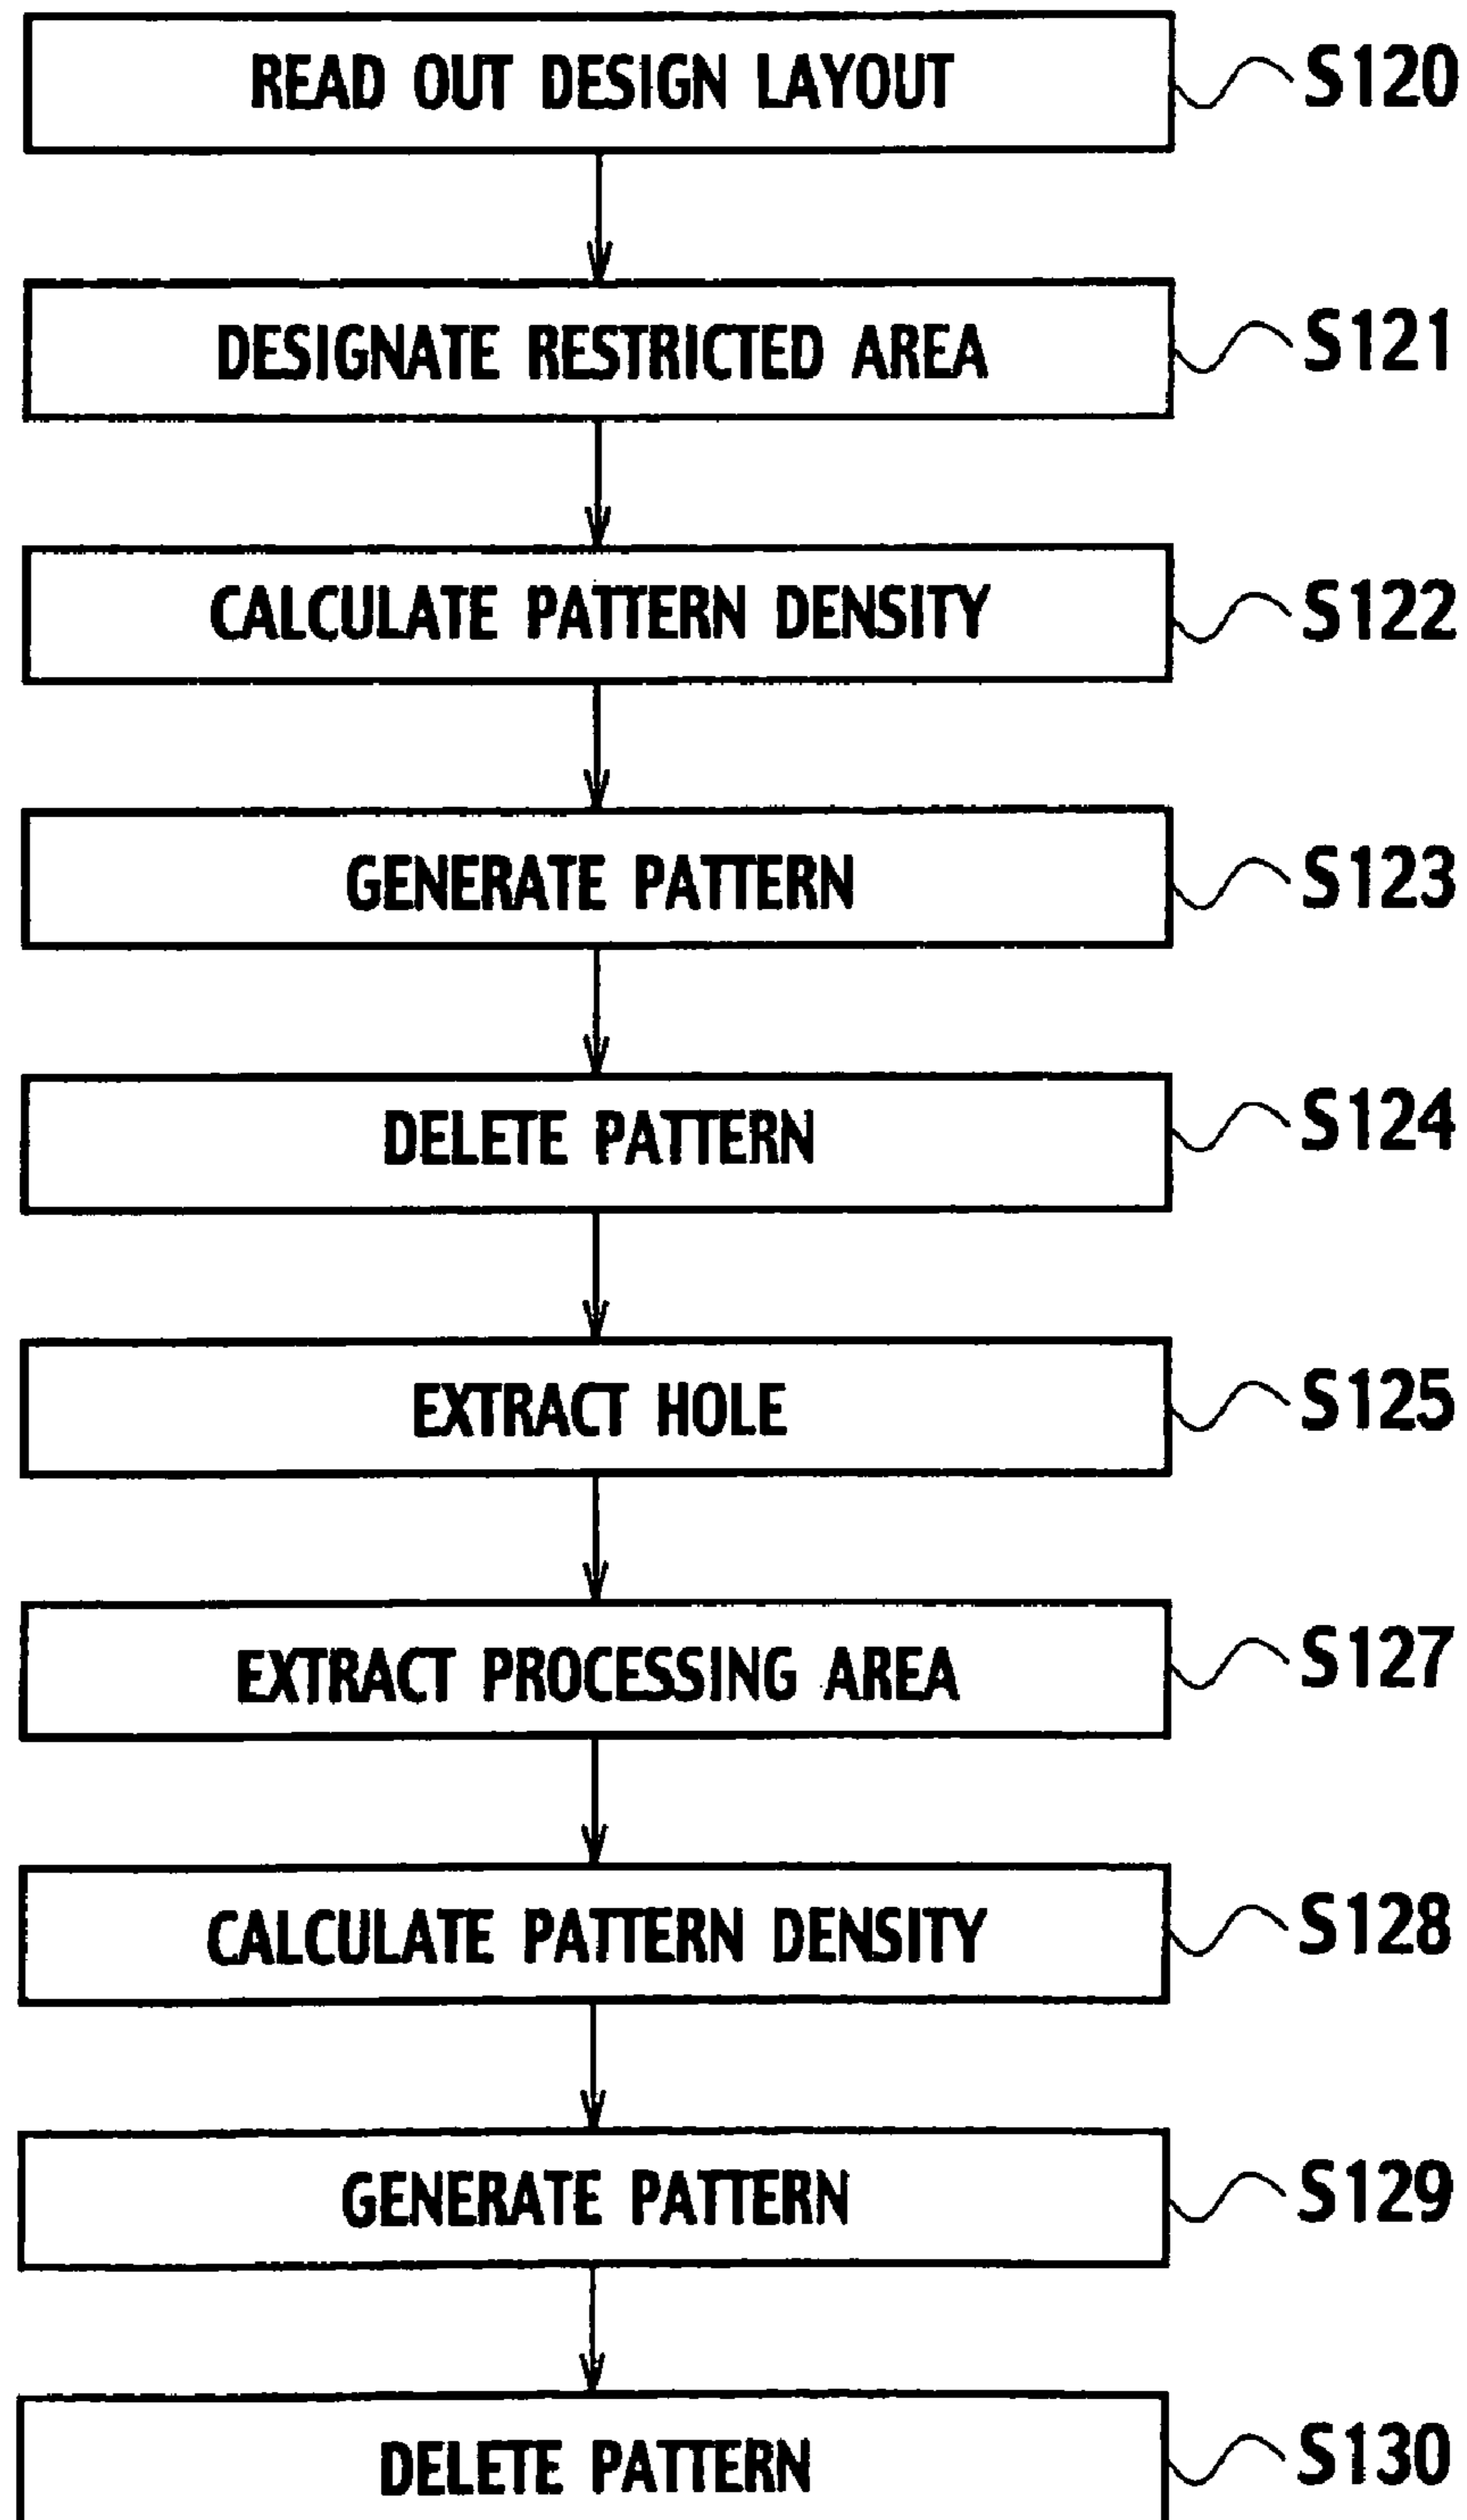 READ OUT DESIGN LAYOUT S120
DESIGNATE RESTRICTED AREA S121
CALCULATE PATTERN DENSITY S122
GENERATE PATTERN S123
DELETE PATTERN S124
EXTRACT HOLE S125
EXTRACT PROCESSING AREA S127
CALCULATE PATTERN DENSITY S128
GENERATE PATTERN S129
DELETE PATTERN S130